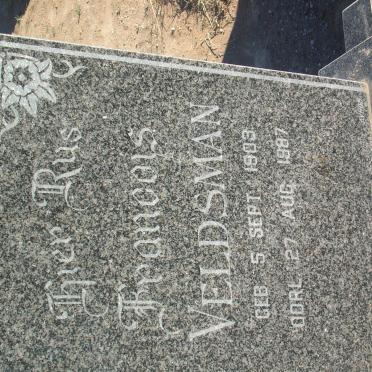 Hier Rus
Francois
VELDSMAN
GEB 5 SEPT 1903
OORL 27 AUG 1987